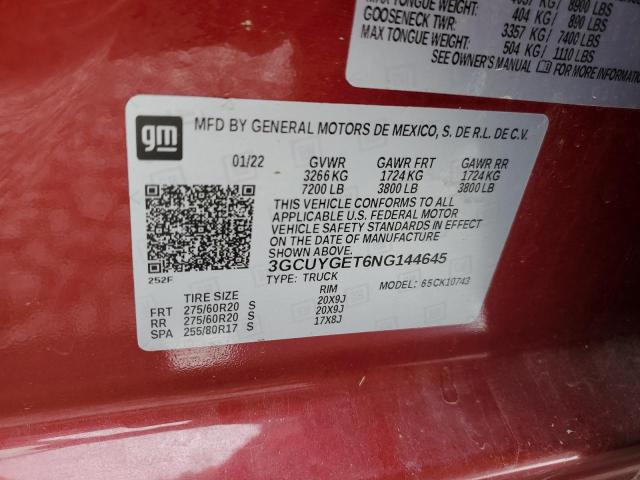 404 KG / 890 LBS
GOOSENECK TWR: 3357 KG / 7400 LBS
MAX TONGUE WEIGHT: 504 KG / 1110 LBS
SEE OWNER'S MANUAL FOR MORE INFORMATION
gm MFD BY GENERAL MOTORS DE MEXICO, S. DE R.L. DE C.V.
01/22 GVWR GAWR FRT GAWR RR
3266 KG 1724 KG 1724 KG
7200 LB 3800 LB 3800 LB
THIS VEHICLE CONFORMS TO ALL
APPLICABLE U.S. FEDERAL MOTOR
VEHICLE SAFETY STANDARDS IN EFFECT
ON THE DATE OF MANUFACTURE
SHOWN ABOVE
3GCUYGET6NG144645
252F TYPE: TRUCK
TIRE SIZE RIM MODEL: 65CK10743
FRT 275/60R20 S 20X9J
RR 275/60R20 S 20X9J
SPA 255/80R17 S 17X8J